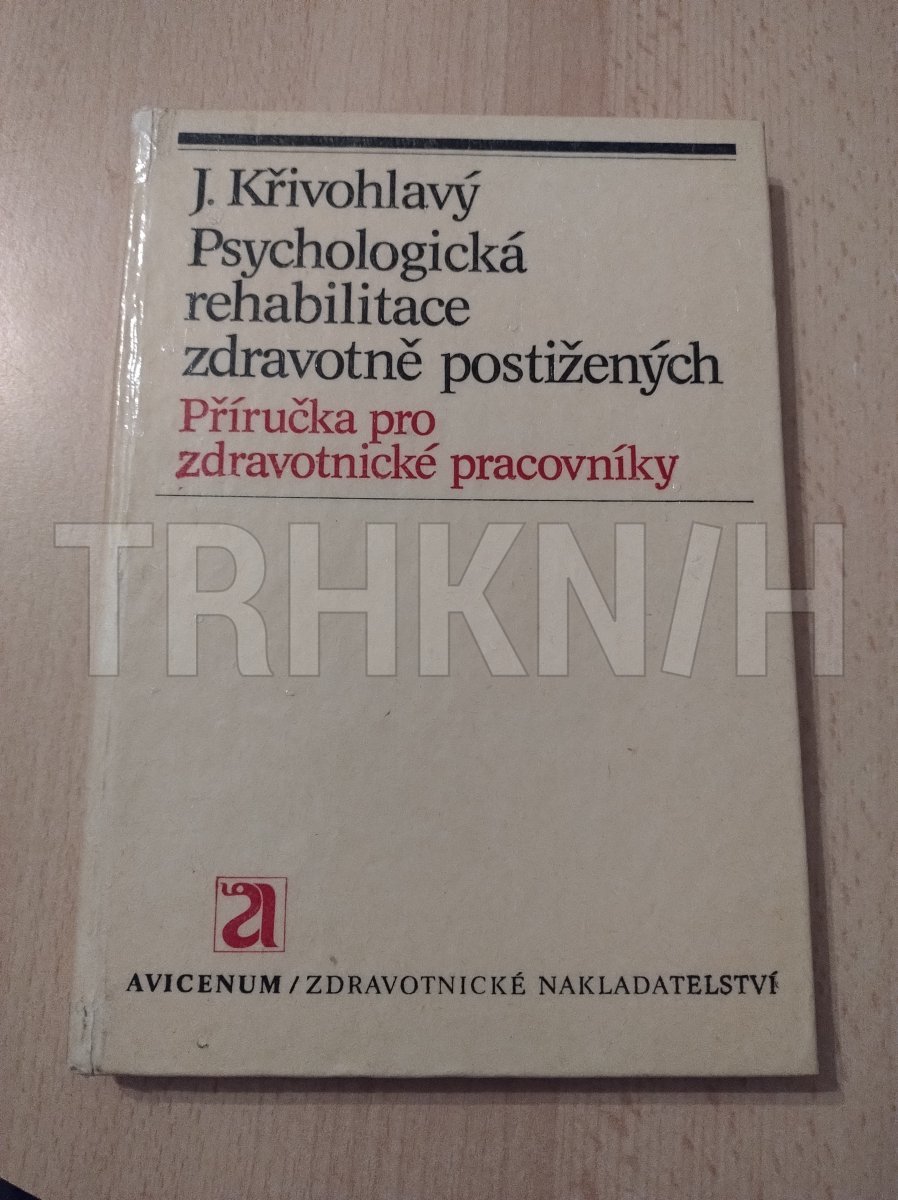 J. Křivohlavý
Psychologická
rehabilitace
zdravotně postižených
Příručka pro
zdravotnické pracovníky
TRHKNIH
a
AVICENUM / ZDRAVOTNICKÉ NAKLADATELSTVÍ